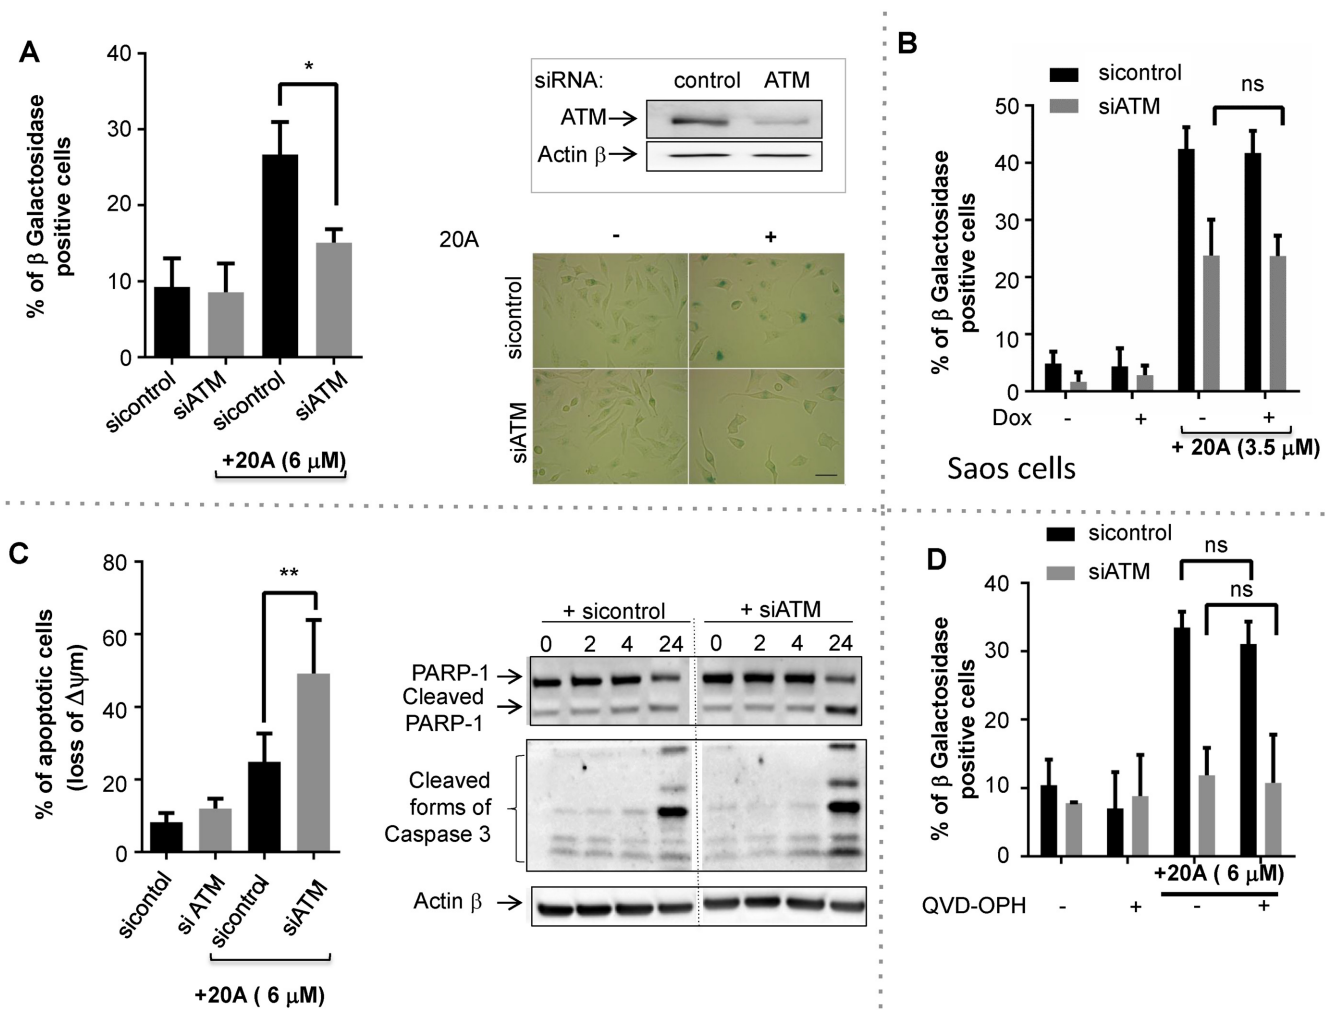 A
% of β Galactosidase
positive cells
40
30
20
10
0
*
sicontrol
siATM
sicontrol
siATM
+20A (6 μM)
siRNA: control ATM
ATM
Actin β
20A - +
sicontrol
siATM
B
sicontrol
siATM
ns
% of β Galactosidase
positive cells
50
40
30
20
10
0
Dox - + - +
+ 20A (3.5 μM)
Saos cells
C
% of apoptotic cells
(loss of Δψm)
80
60
40
20
0
**
sicontol
si ATM
sicontrol
siATM
+20A ( 6 μM)
+ sicontrol + siATM
0 2 4 24 0 2 4 24
PARP-1
Cleaved
PARP-1
Cleaved
forms of
Caspase 3
Actin β
D
sicontrol
siATM
ns
ns
% of β Galactosidase
positive cells
40
30
20
10
0
+20A ( 6 μM)
QVD-OPH - + - +